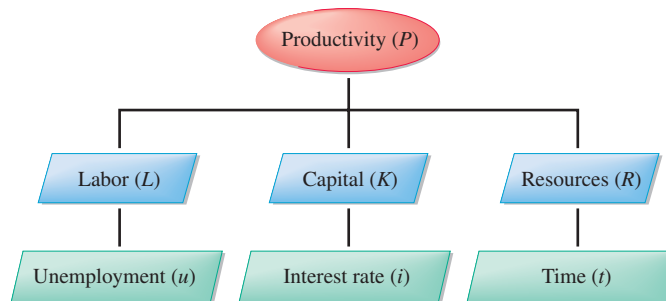 Productivity (P)
Labor (L)
Capital (K)
Resources (R)
Unemployment (u)
Interest rate (i)
Time (t)